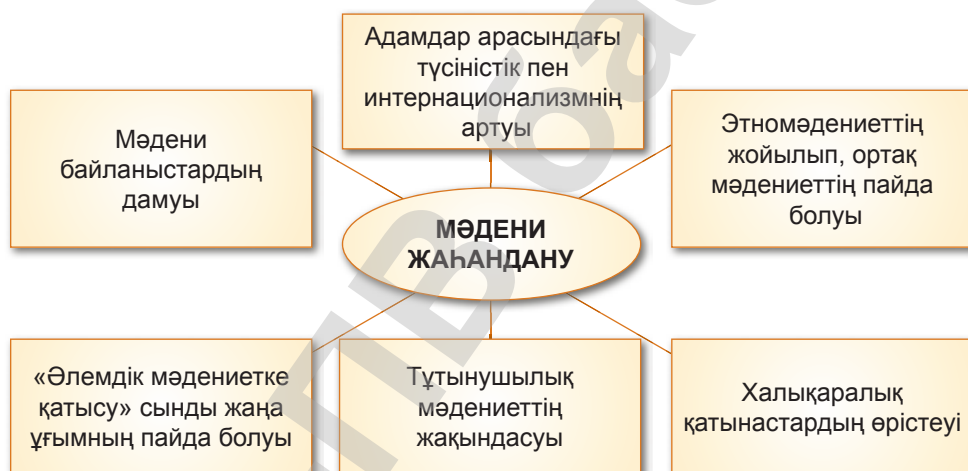 Адамдар арасындағы
түсіністік пен
интернационализмнің
артуы
Мәдени
байланыстардың
дамуы
Этномәдениеттің
жойылып, ортақ
мәдениеттің пайда
болуы
МӘДЕНИ
ЖАҺАНДАНУ
«Әлемдік мәдениетке
қатысу» сынды жаңа
ұғымның пайда болуы
Тұтынушылық
мәдениеттің
жақындасуы
Халықаралық
қатынастардың өрістеуі